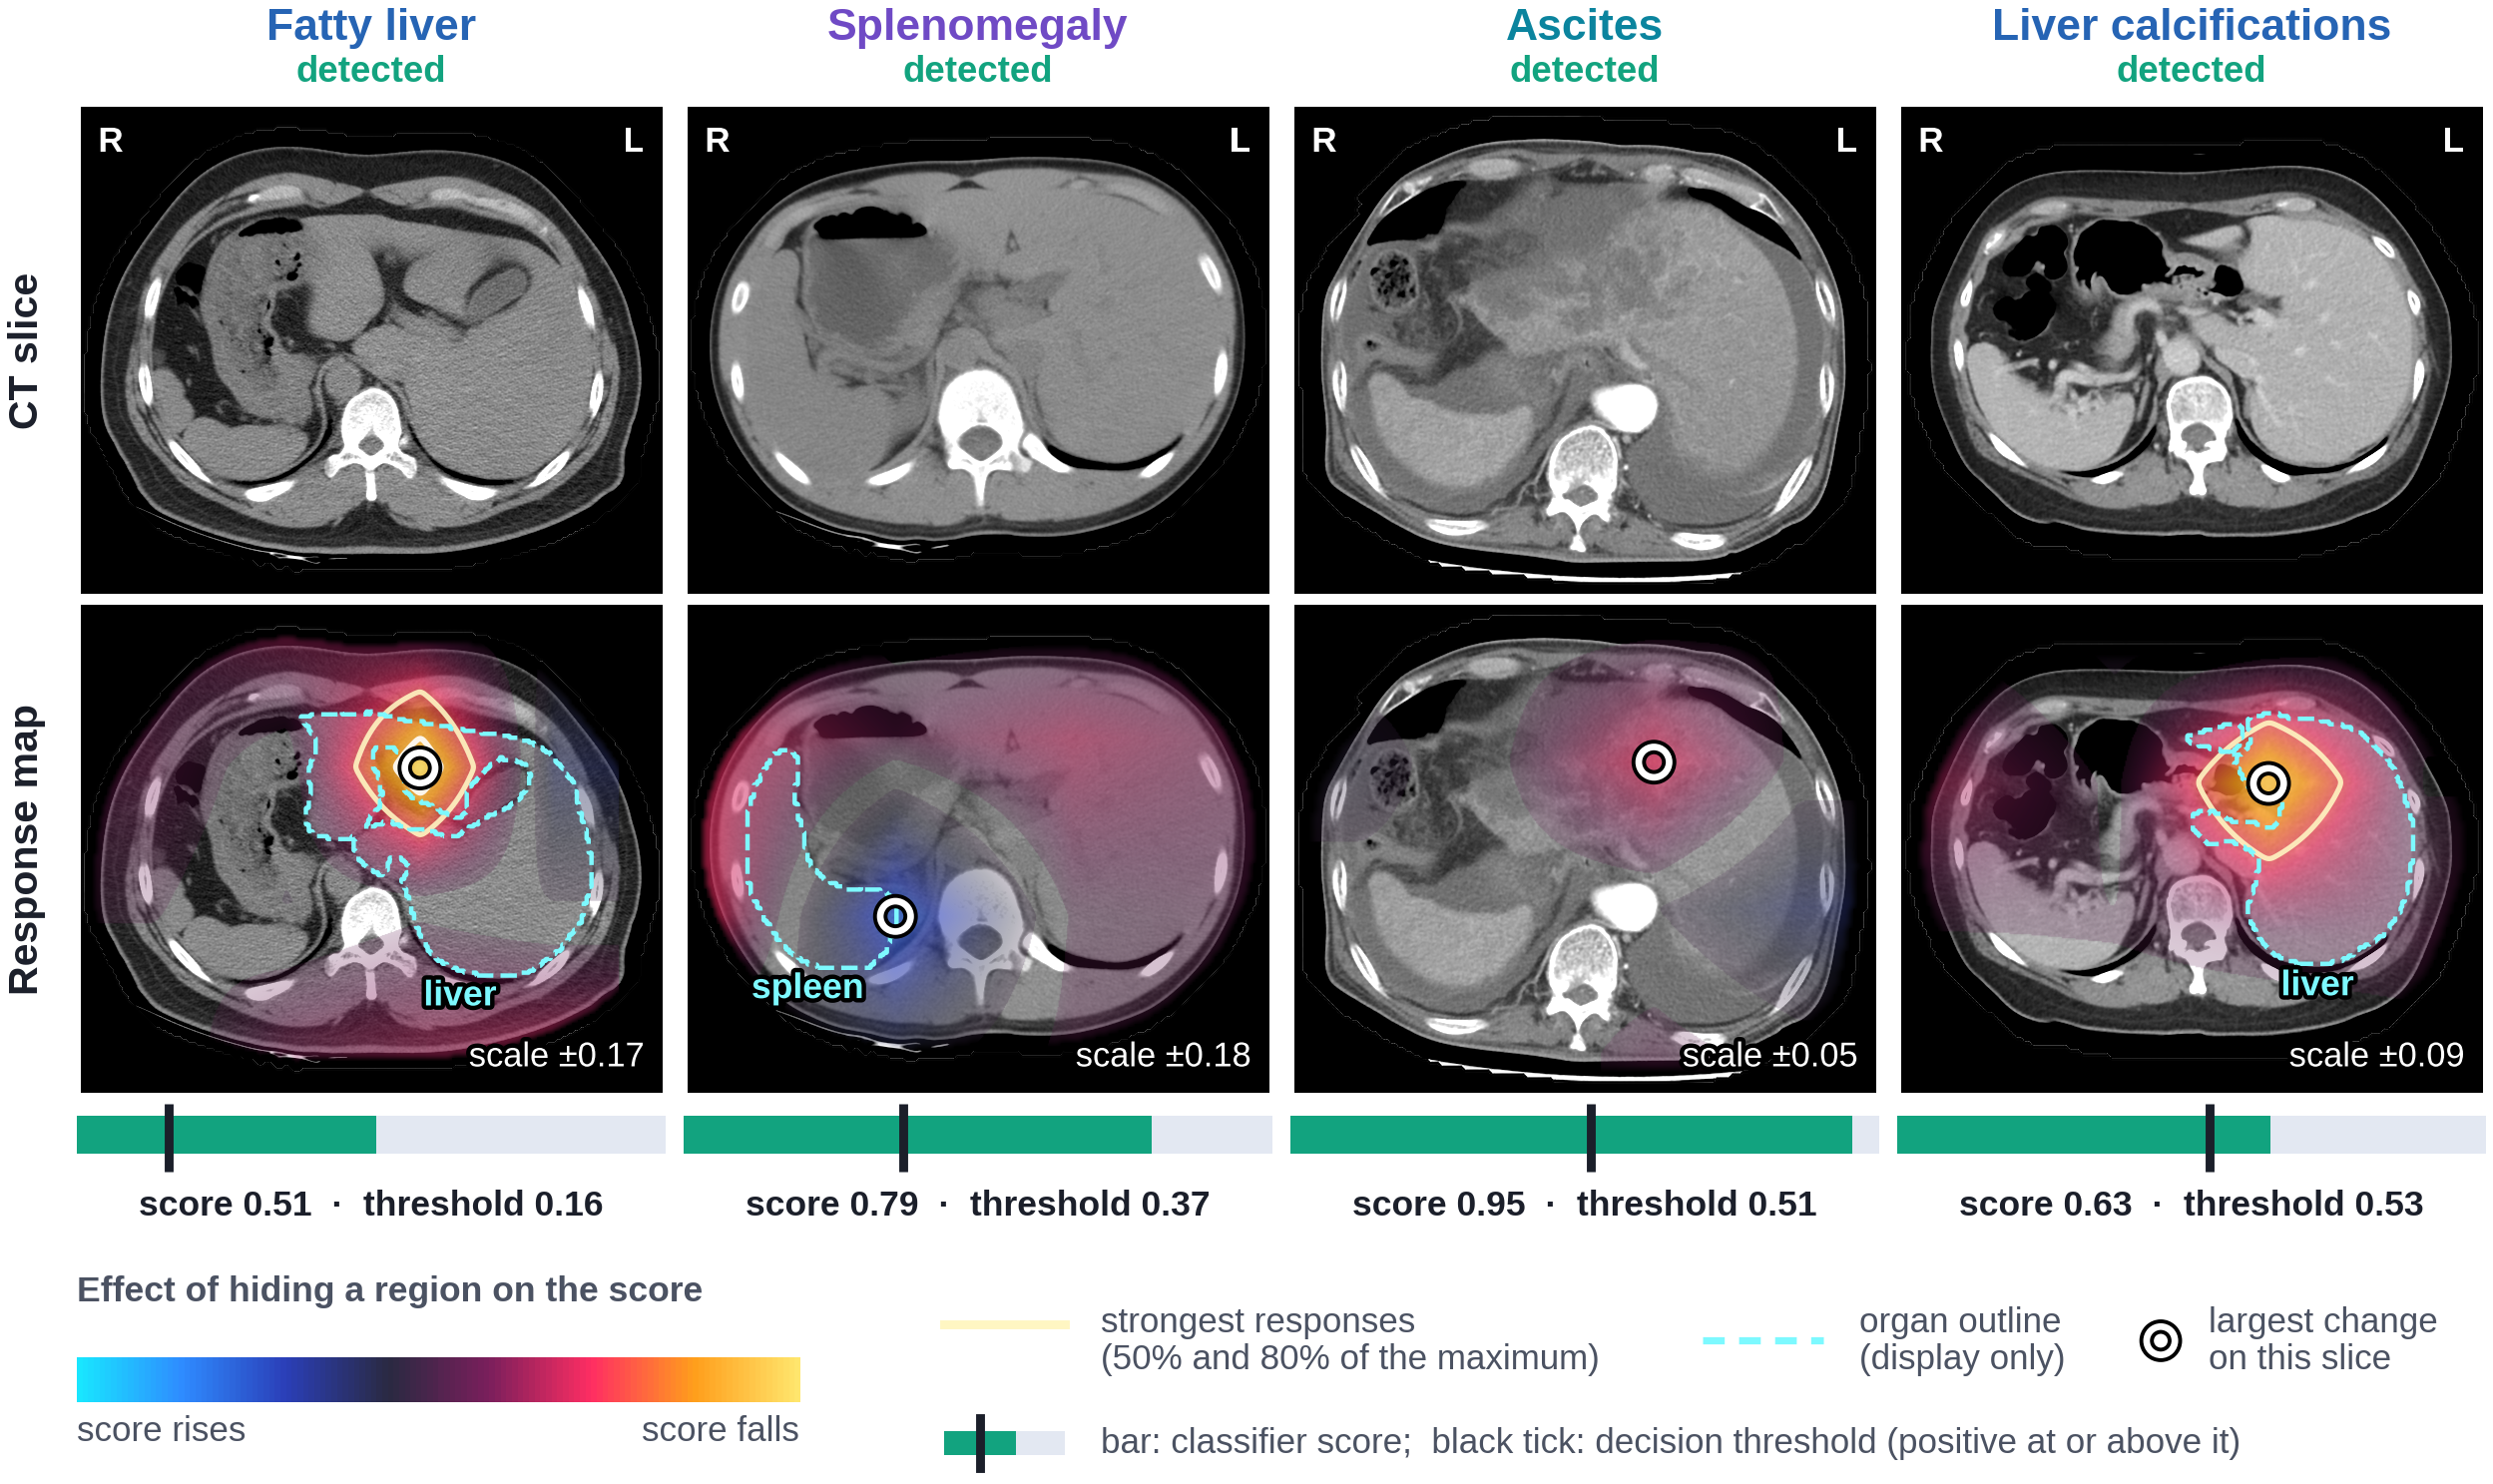 Fatty liver
detected
Splenomegaly
detected
Ascites
detected
Liver calcifications
detected
CT slice
R
L
R
L
R
L
R
L
Response map
liver
scale ±0.17
spleen
scale ±0.18
scale ±0.05
liver
scale ±0.09
score 0.51 · threshold 0.16
score 0.79 · threshold 0.37
score 0.95 · threshold 0.51
score 0.63 · threshold 0.53
Effect of hiding a region on the score
score rises
score falls
strongest responses
(50% and 80% of the maximum)
organ outline
(display only)
largest change
on this slice
bar: classifier score; black tick: decision threshold (positive at or above it)